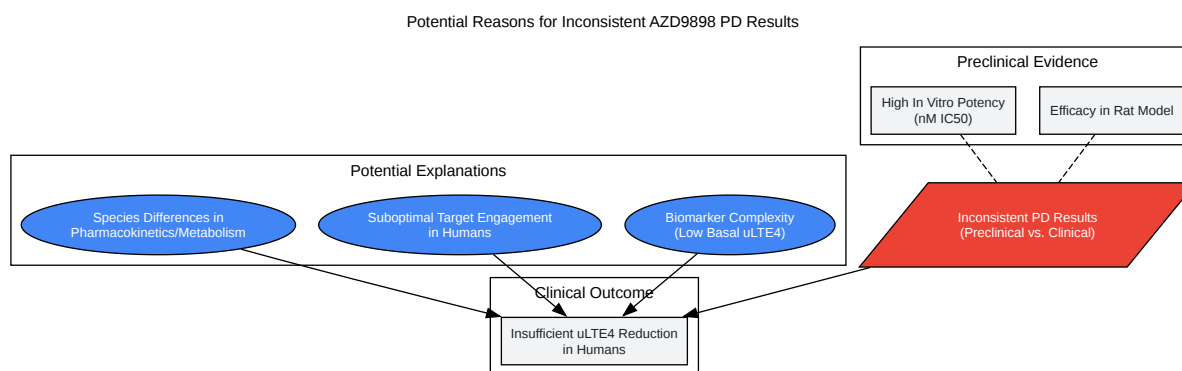 Potential Reasons for Inconsistent AZD9898 PD Results
Preclinical Evidence
High In Vitro Potency
(nM IC50)
Efficacy in Rat Model
Potential Explanations
Species Differences in
Pharmacokinetics/Metabolism
Suboptimal Target Engagement
in Humans
Biomarker Complexity
(Low Basal uLTE4)
Inconsistent PD Results
(Preclinical vs. Clinical)
Clinical Outcome
Insufficient uLTE4 Reduction
in Humans